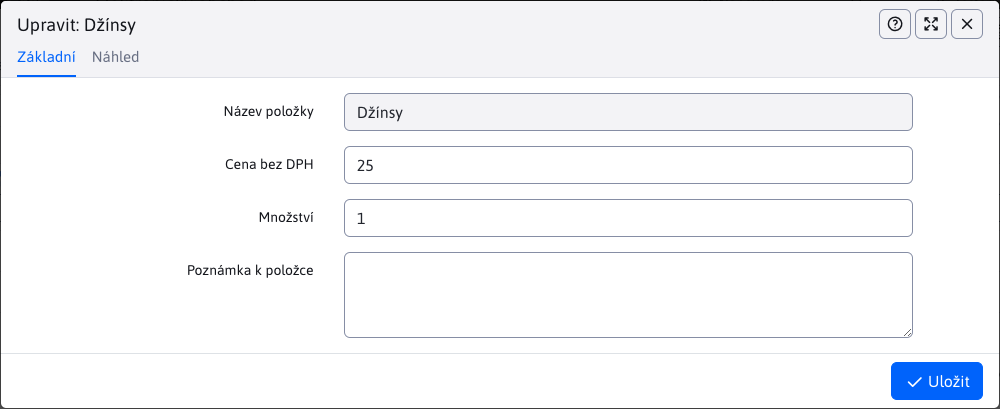 Upravit: Džínsy
Základní Náhled
Název položky Džínsy
Cena bez DPH 25
Množství 1
Poznámka k položce
Uložit